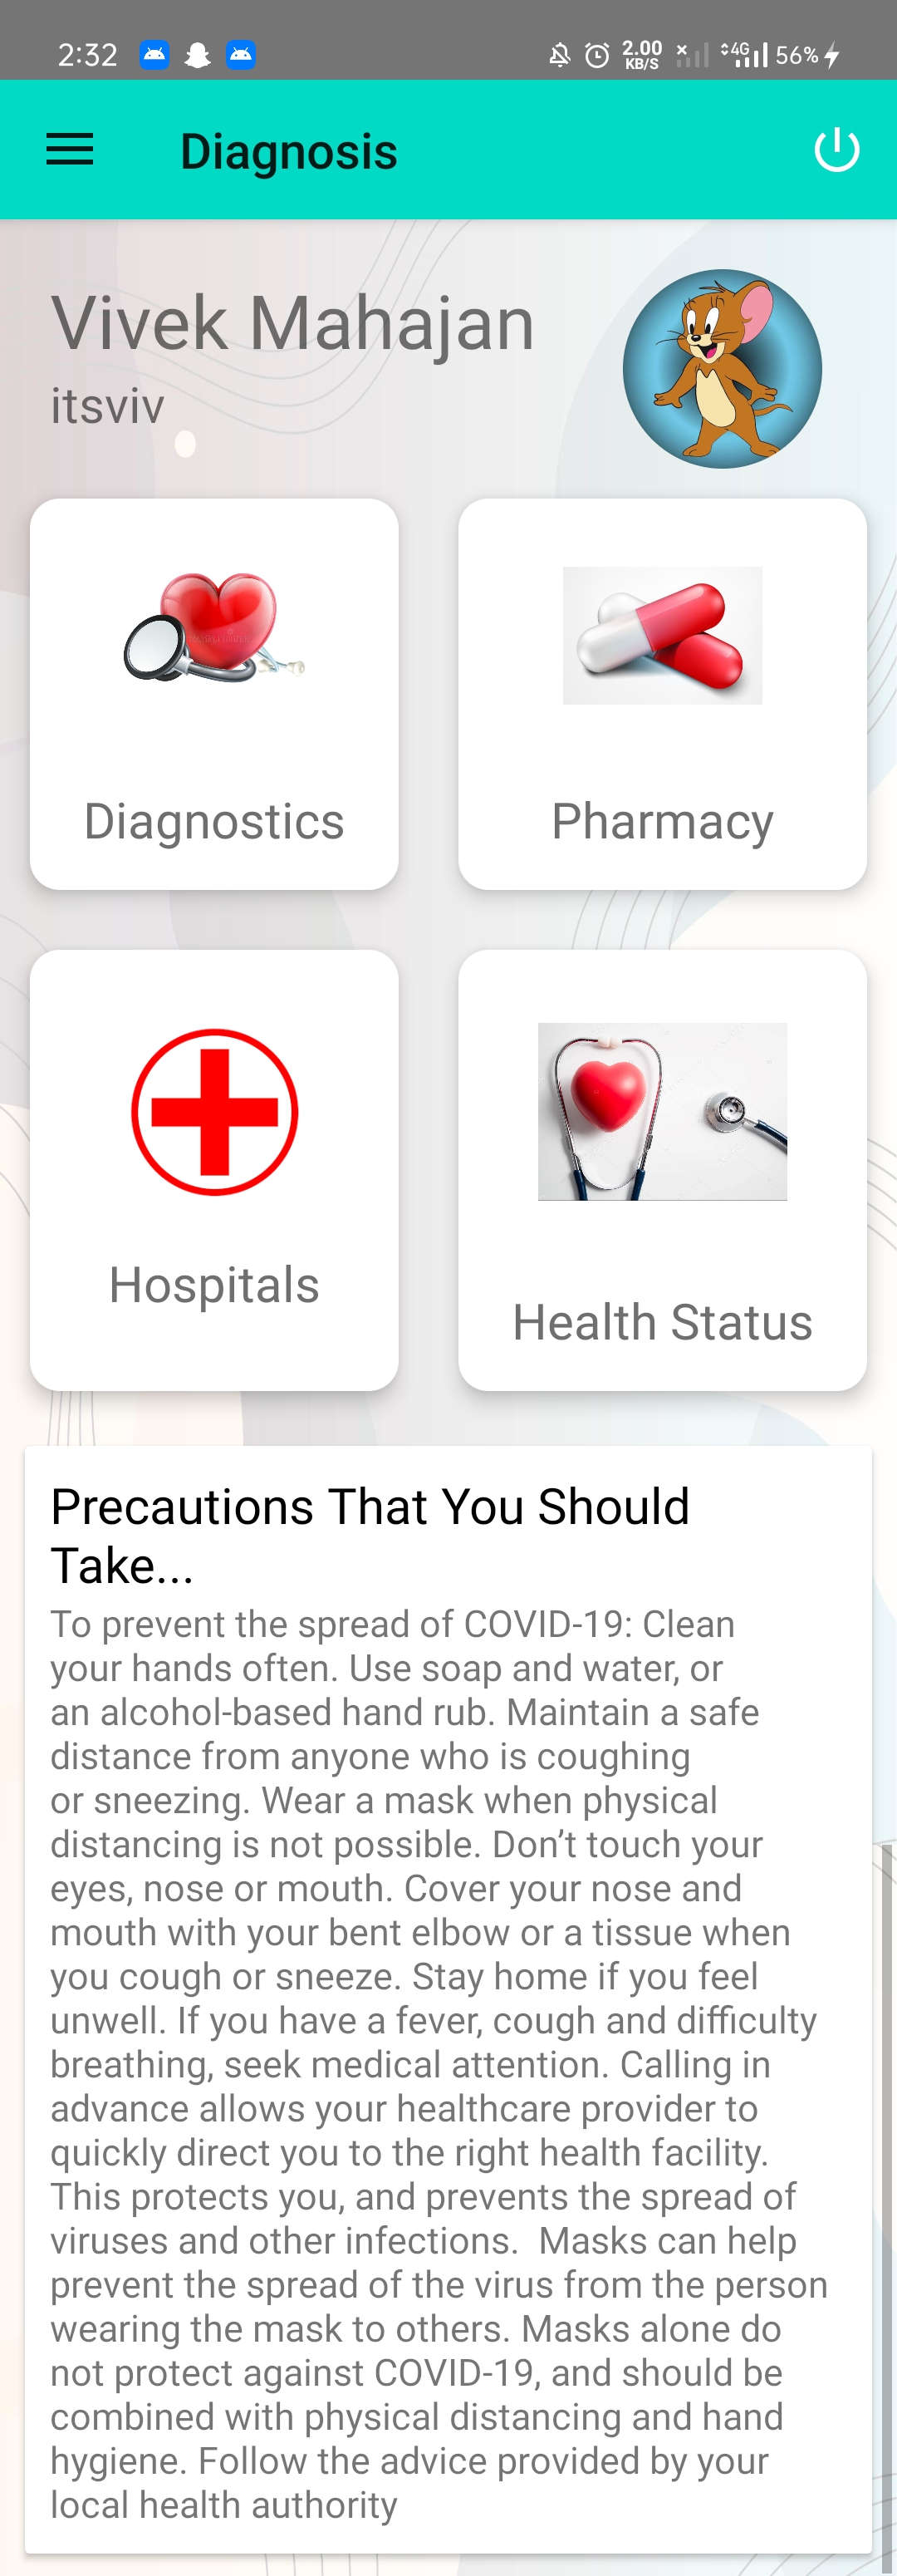 2:32
2.00
KB/S
4G
56%
Diagnosis
Vivek Mahajan
itsviv
Diagnostics
Pharmacy
Hospitals
Health Status
Precautions That You Should
Take...
To prevent the spread of COVID-19: Clean
your hands often. Use soap and water, or
an alcohol-based hand rub. Maintain a safe
distance from anyone who is coughing
or sneezing. Wear a mask when physical
distancing is not possible. Don’t touch your
eyes, nose or mouth. Cover your nose and
mouth with your bent elbow or a tissue when
you cough or sneeze. Stay home if you feel
unwell. If you have a fever, cough and difficulty
breathing, seek medical attention. Calling in
advance allows your healthcare provider to
quickly direct you to the right health facility.
This protects you, and prevents the spread of
viruses and other infections.  Masks can help
prevent the spread of the virus from the person
wearing the mask to others. Masks alone do
not protect against COVID-19, and should be
combined with physical distancing and hand
hygiene. Follow the advice provided by your
local health authority